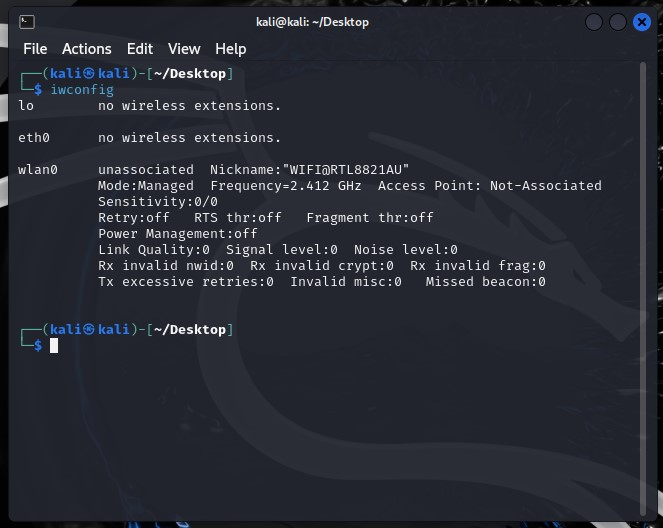 kali@kali: ~/Desktop
File Actions Edit View Help
┌──(kali㉿kali)-[~/Desktop]
└─$ iwconfig
lo        no wireless extensions.
eth0      no wireless extensions.
wlan0     unassociated  Nickname:"WIFI@RTL8821AU"
          Mode:Managed  Frequency=2.412 GHz  Access Point: Not-Associated
          Sensitivity:0/0
          Retry:off   RTS thr:off   Fragment thr:off
          Power Management:off
          Link Quality:0  Signal level:0  Noise level:0
          Rx invalid nwid:0  Rx invalid crypt:0  Rx invalid frag:0
          Tx excessive retries:0  Invalid misc:0   Missed beacon:0
┌──(kali㉿kali)-[~/Desktop]
└─$